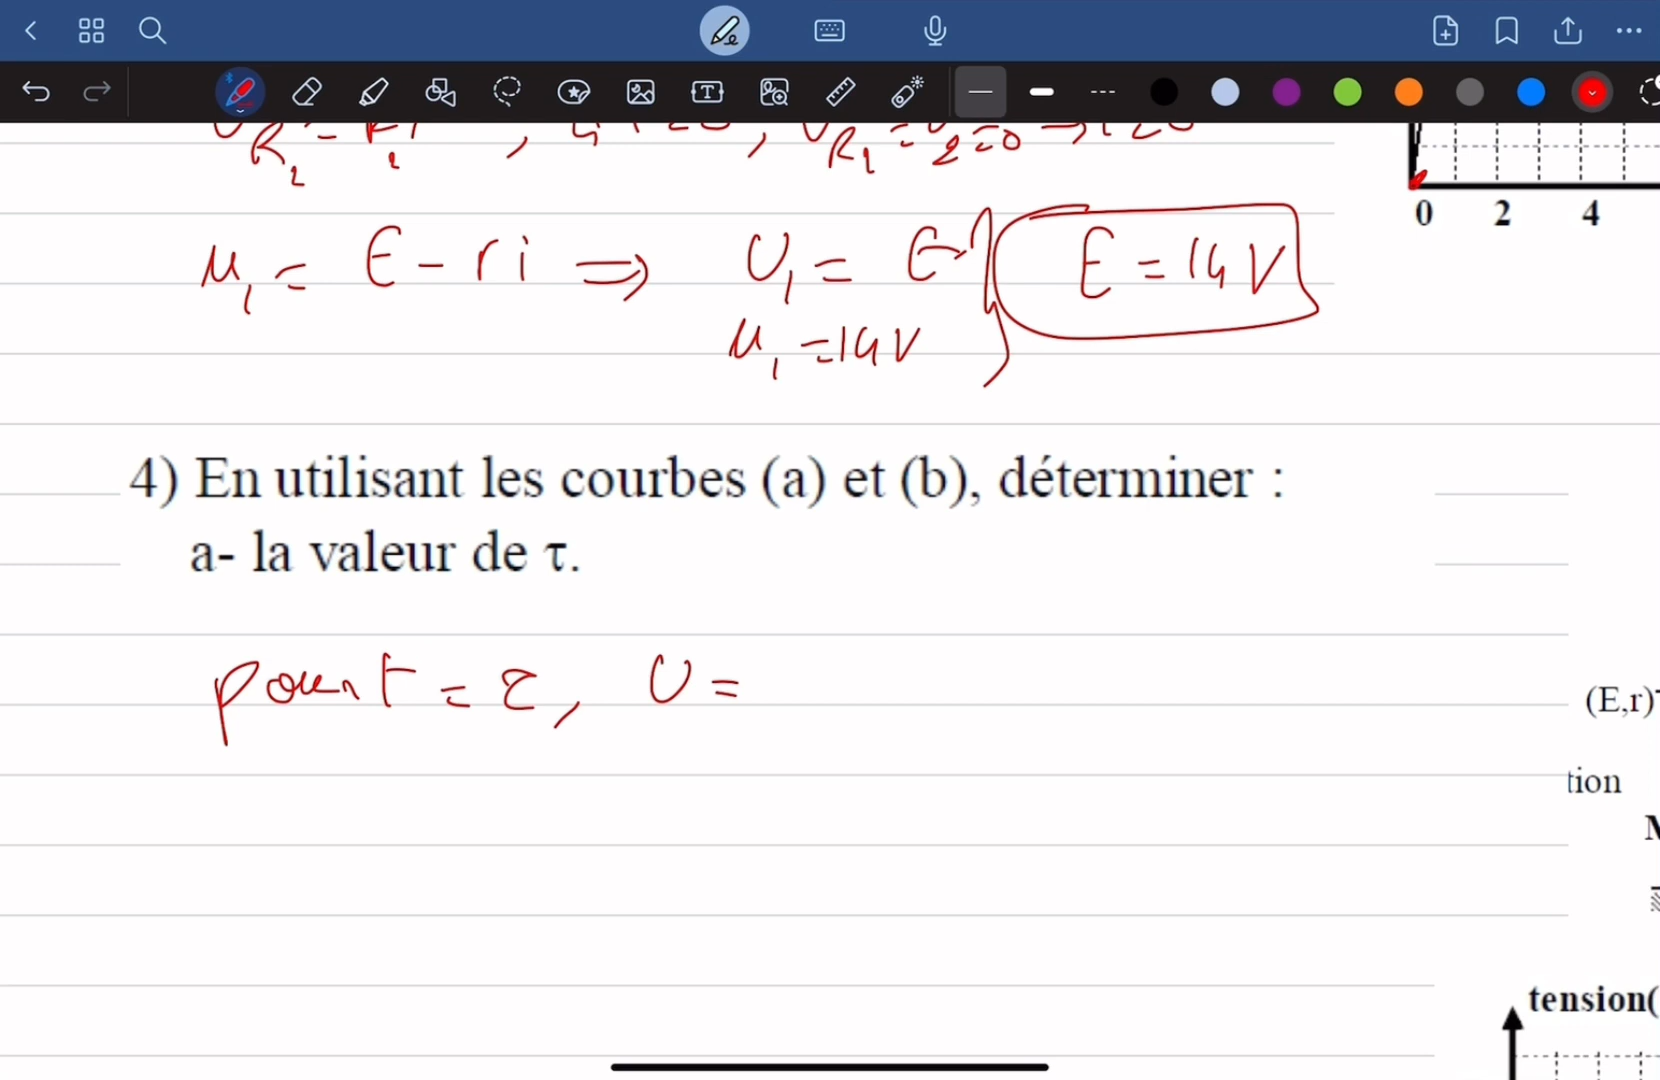 0 2 4
u₁ = E - ri ⇒ U₁ = E } E = 14V
u₁ = 14V
4) En utilisant les courbes (a) et (b), déterminer :
a- la valeur de τ.
pour t = τ, U =
(E,r)
tion
tension(